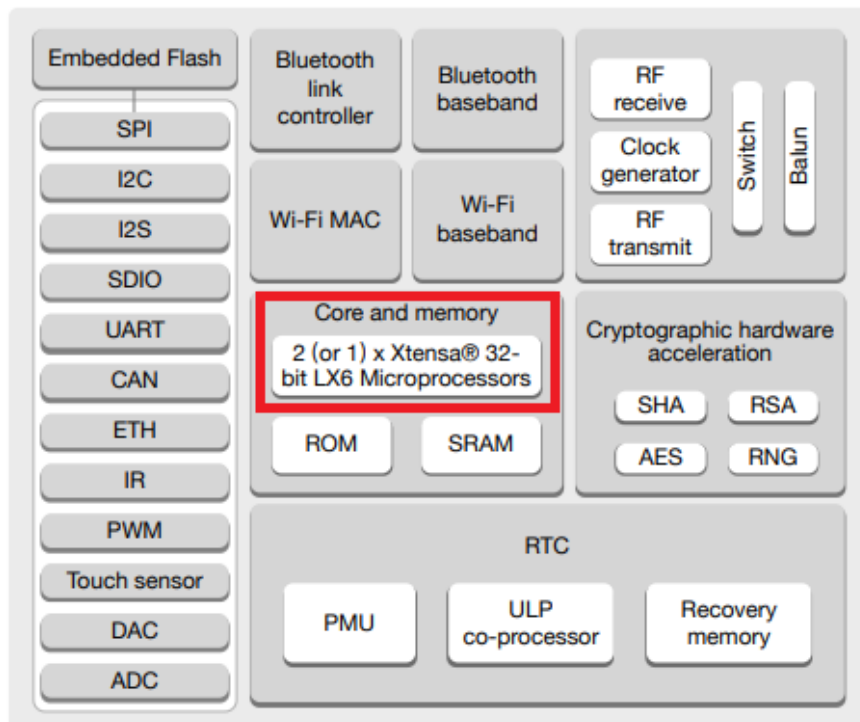 Embedded Flash
SPI
I2C
I2S
SDIO
UART
CAN
ETH
IR
PWM
Touch sensor
DAC
ADC
Bluetooth
link
controller
Bluetooth
baseband
Wi-Fi MAC
Wi-Fi
baseband
RF
receive
Clock
generator
RF
transmit
Switch
Balun
Core and memory
2 (or 1) x Xtensa® 32-
bit LX6 Microprocessors
ROM
SRAM
Cryptographic hardware
acceleration
SHA
RSA
AES
RNG
RTC
PMU
ULP
co-processor
Recovery
memory